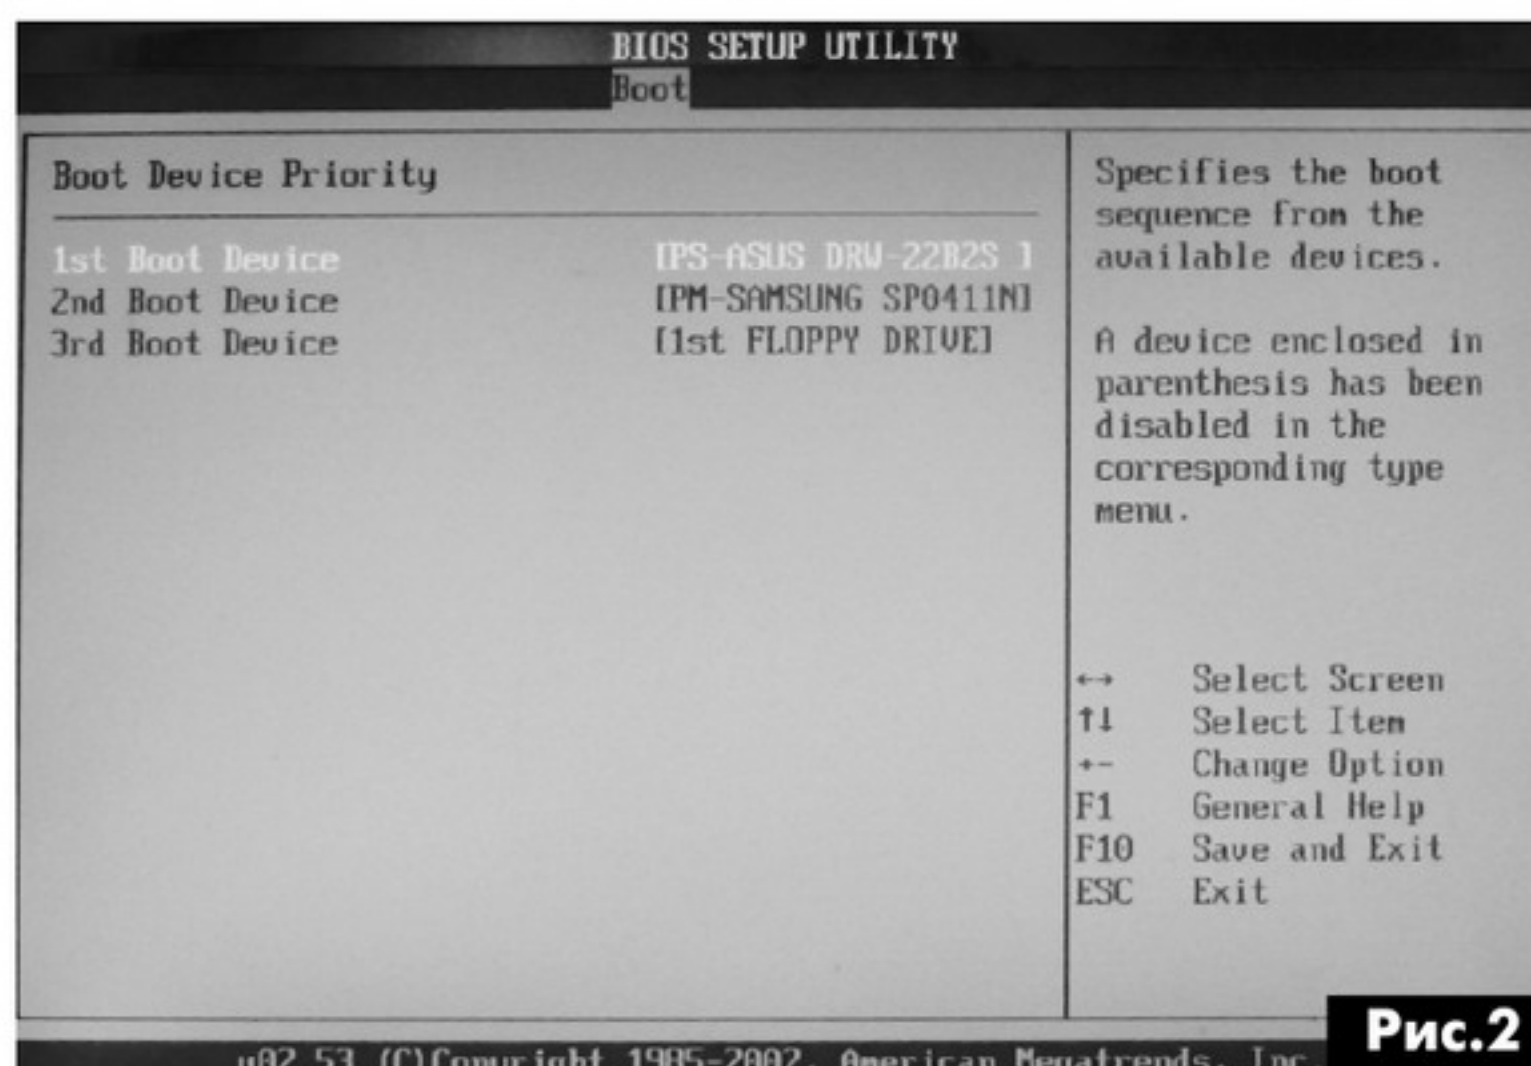 BIOS SETUP UTILITY
Boot
Boot Device Priority
1st Boot Device [PS-ASUS DRW-22B2S ]
2nd Boot Device [PM-SAMSUNG SP0411N]
3rd Boot Device [1st FLOPPY DRIVE]
Specifies the boot
sequence from the
available devices.
A device enclosed in
parenthesis has been
disabled in the
corresponding type
menu.
↔ Select Screen
↑↓ Select Item
+- Change Option
F1 General Help
F10 Save and Exit
ESC Exit
v02.53 (C)Copyright 1985-2002, American Megatrends, Inc.
Рис.2